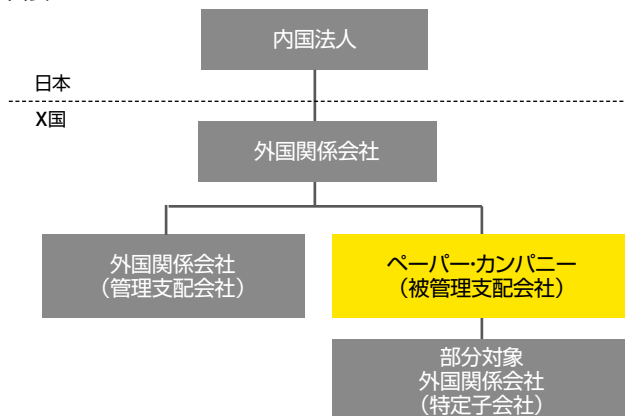 内国法人
日本
X国
外国関係会社
外国関係会社
（管理支配会社）
ペーパー・カンパニー
（被管理支配会社）
部分対象
外国関係会社
（特定子会社）